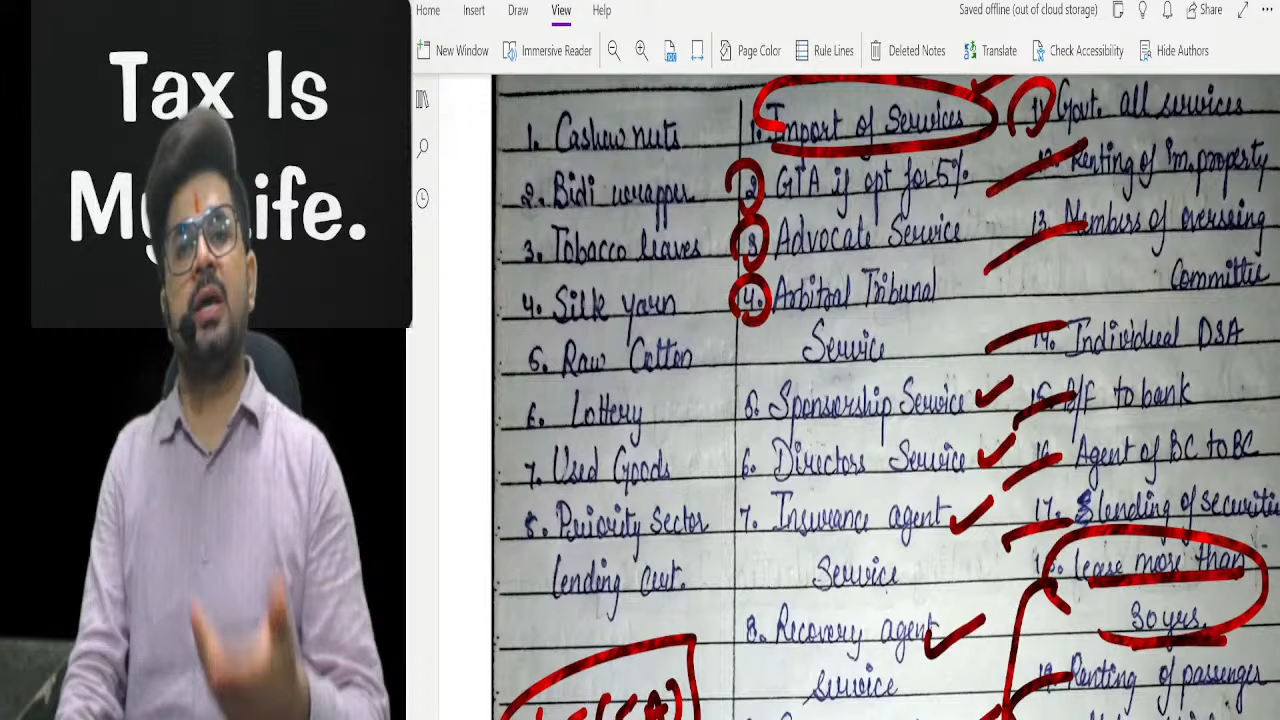 Tax Is
My Life.
Home Insert Draw View Help
Saved offline (out of cloud storage) Share
New Window Immersive Reader Page Color Rule Lines Deleted Notes Translate Check Accessibility Hide Authors
1. Cashew nuts
2. Bidi wrapper
3. Tobacco leaves
4. Silk yarn
5. Raw Cotton
6. Lottery
7. Used Goods
8. Priority Sector
lending cert.
1. Import of Services
2. GTA if opt for 5%.
3. Advocate Service
4. Arbitral Tribunal
Service
5. Sponsorship Service
6. Directors Service
7. Insurance agent
Service
8. Recovery agent
service
11. Govt. all services
12. Renting of im.property
13. Members of overseing
Committee
14. Individual DSA
15. B/F to bank
16. Agent of BC to BC
17. lending of securities
18. lease more than
30 yrs.
19. Renting of passenger